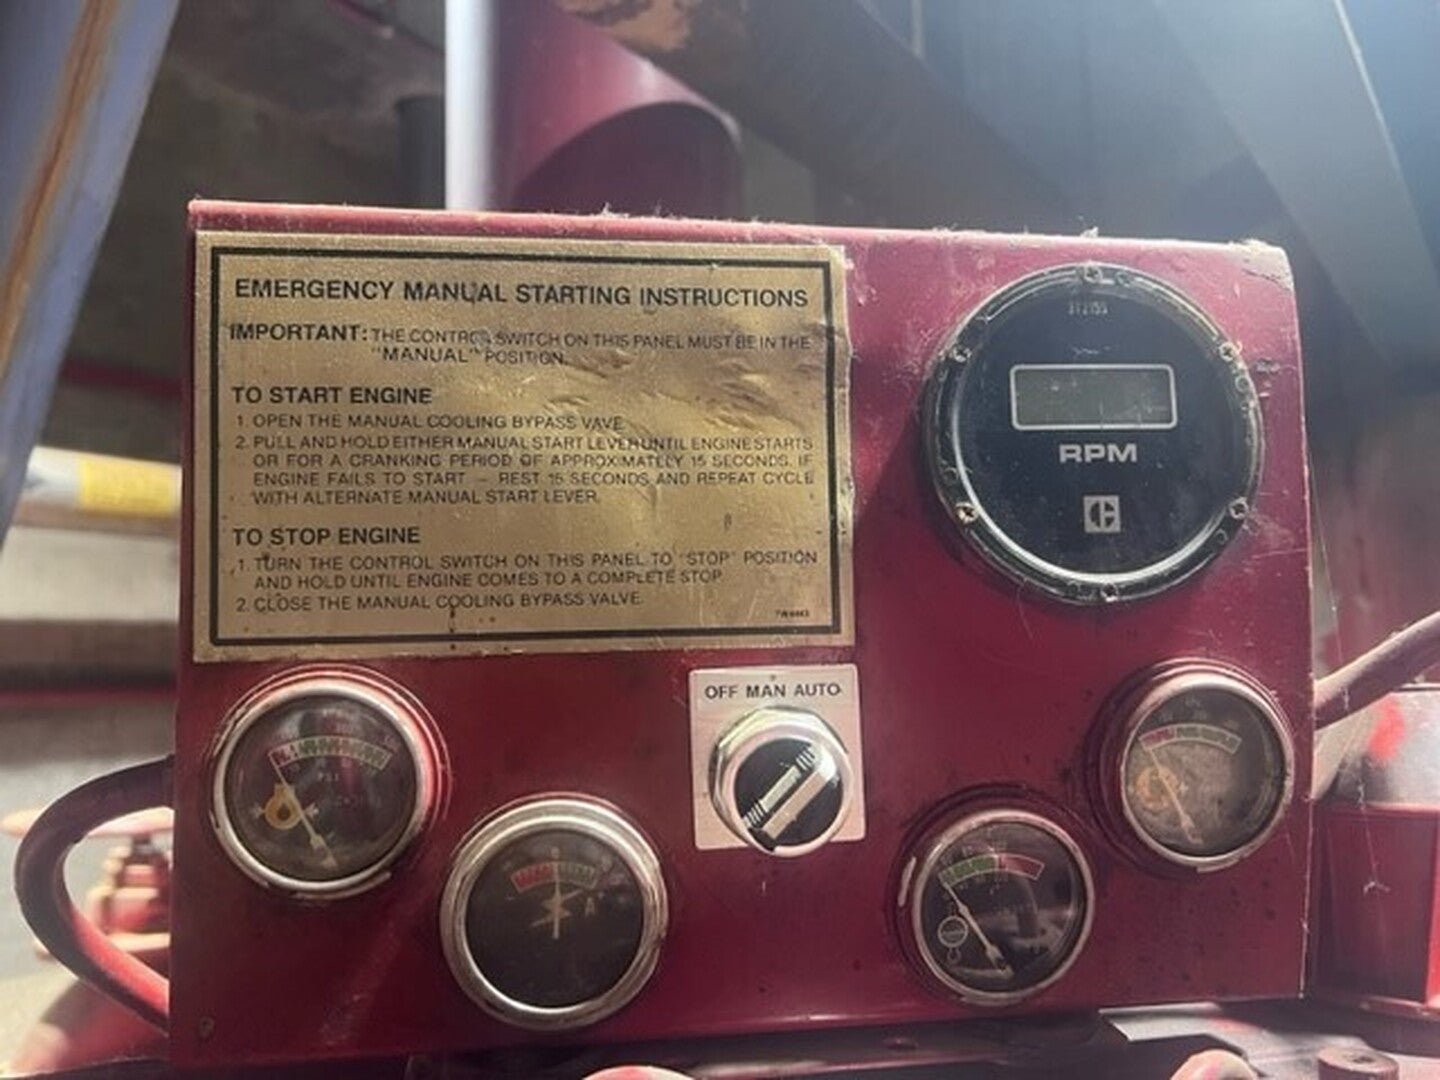 EMERGENCY MANUAL STARTING INSTRUCTIONS
IMPORTANT: THE CONTROL SWITCH ON THIS PANEL MUST BE IN THE
"MANUAL" POSITION.
TO START ENGINE
1. OPEN THE MANUAL COOLING BYPASS VAVE
2. PULL AND HOLD EITHER MANUAL START LEVER UNTIL ENGINE STARTS
OR FOR A CRANKING PERIOD OF APPROXIMATELY 15 SECONDS. IF
ENGINE FAILS TO START – REST 15 SECONDS AND REPEAT CYCLE
WITH ALTERNATE MANUAL START LEVER.
TO STOP ENGINE
1. TURN THE CONTROL SWITCH ON THIS PANEL TO "STOP" POSITION
AND HOLD UNTIL ENGINE COMES TO A COMPLETE STOP.
2. CLOSE THE MANUAL COOLING BYPASS VALVE.
RPM
C
OFF MAN AUTO
PSI
A
C